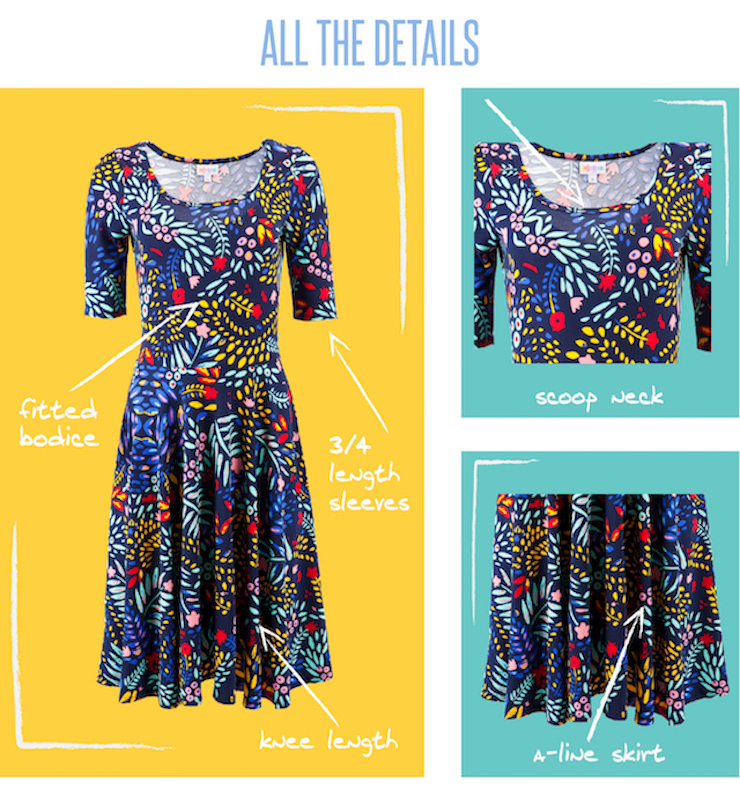 ALL THE DETAILS
fitted
bodice
3/4
length
sleeves
knee length
scoop neck
A-line skirt